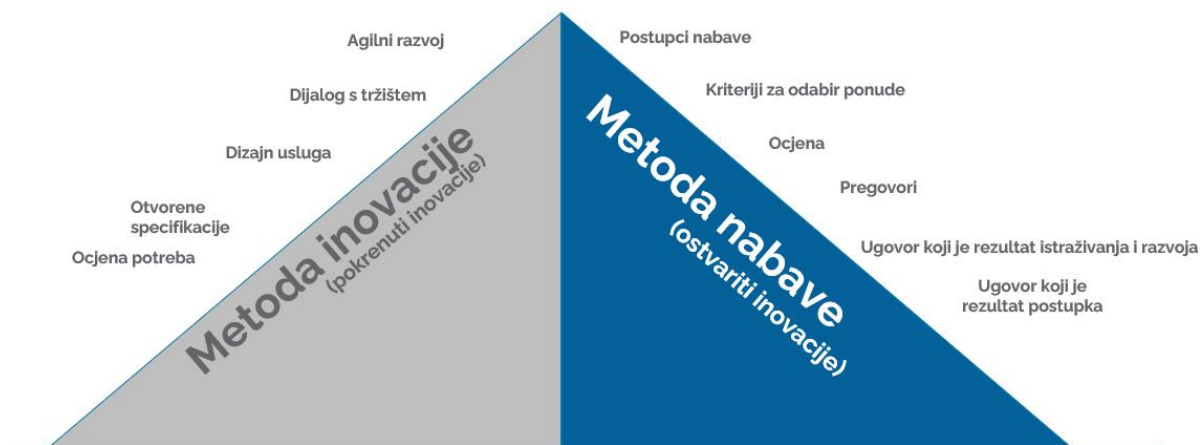 Agilni razvoj
Dijalog s tržištem
Dizajn usluga
Otvorene
specifikacije
Ocjena potreba
Metoda inovacije
(pokrenuti inovacije)
Metoda nabave
(ostvariti inovacije)
Postupci nabave
Kriteriji za odabir ponude
Ocjena
Pregovori
Ugovor koji je rezultat istraživanja i razvoja
Ugovor koji je
rezultat postupka